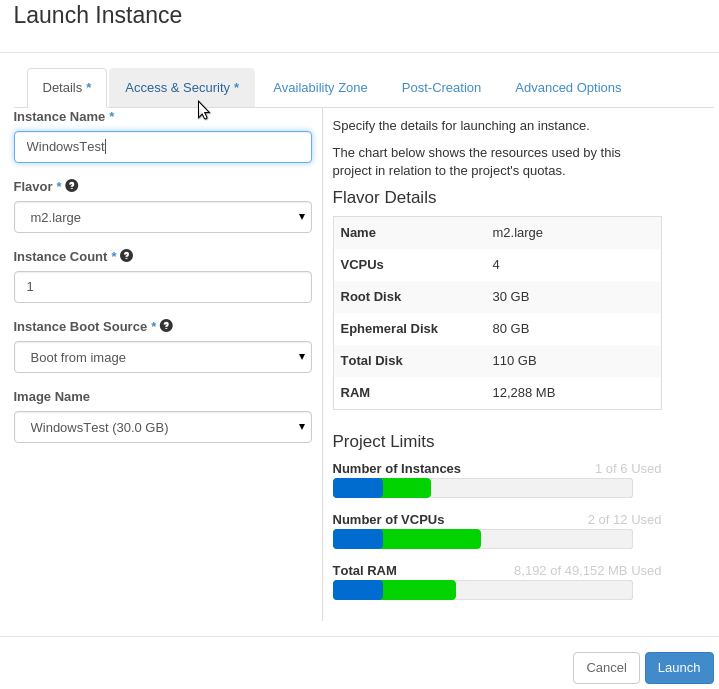 Launch Instance
Details *
Access & Security *
Availability Zone
Post-Creation
Advanced Options
Instance Name *
WindowsTest
Flavor * ?
m2.large
Instance Count * ?
1
Instance Boot Source * ?
Boot from image
Image Name
WindowsTest (30.0 GB)
Specify the details for launching an instance.
The chart below shows the resources used by this
project in relation to the project's quotas.
Flavor Details
Name m2.large
VCPUs 4
Root Disk 30 GB
Ephemeral Disk 80 GB
Total Disk 110 GB
RAM 12,288 MB
Project Limits
Number of Instances 1 of 6 Used
Number of VCPUs 2 of 12 Used
Total RAM 8,192 of 49,152 MB Used
Cancel
Launch